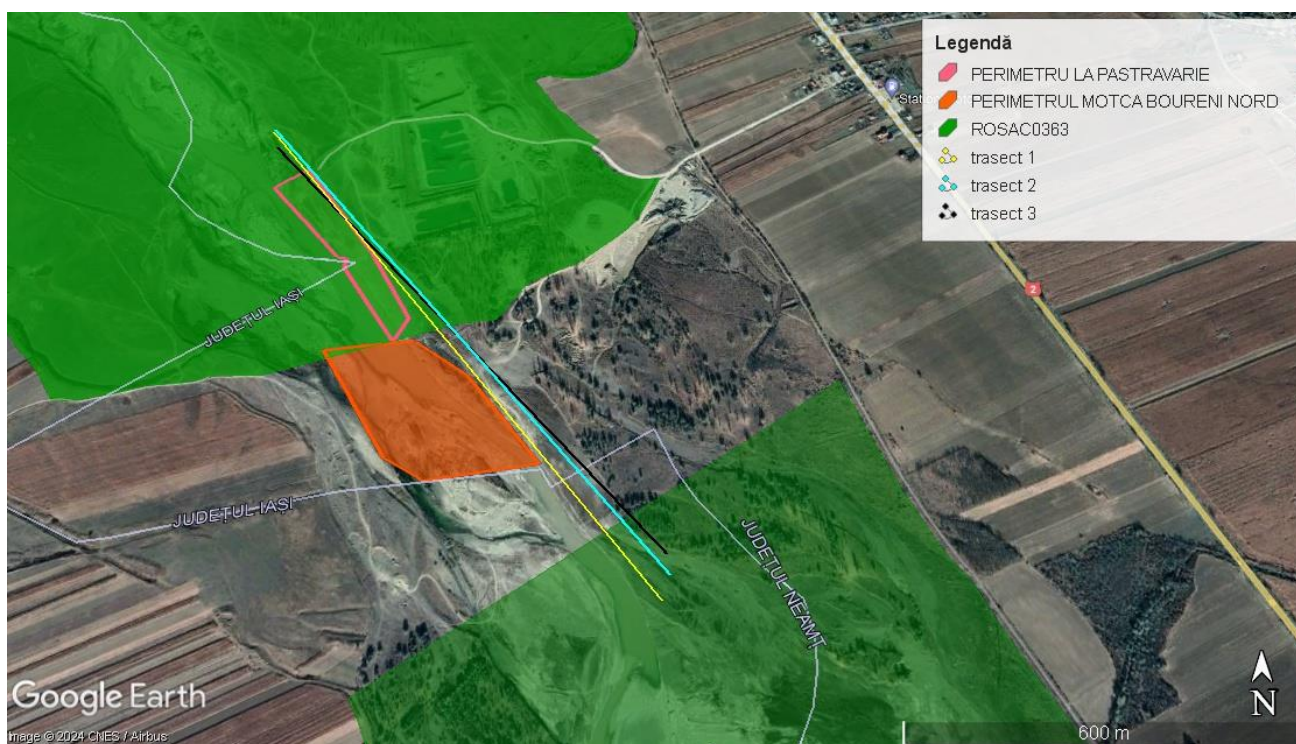 Legendă
PERIMETRU LA PASTRAVARIE
PERIMETRUL MOTCA BOURENI NORD
ROSAC0363
trasect 1
trasect 2
trasect 3
2
JUDEȚUL IAȘI
JUDEȚUL IAȘI
JUDEȚUL NEAMȚ
Google Earth
Image © 2024 CNES / Airbus
600 m
N